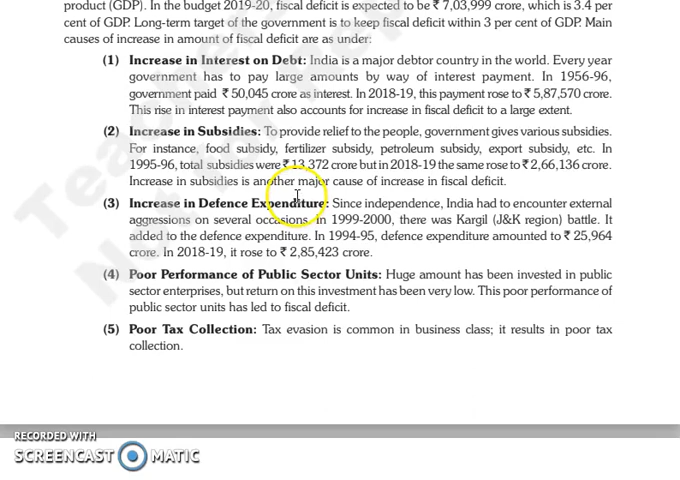 product (GDP). In the budget 2019-20, fiscal deficit is expected to be ₹ 7,03,999 crore, which is 3.4 per
cent of GDP. Long-term target of the government is to keep fiscal deficit within 3 per cent of GDP. Main
causes of increase in amount of fiscal deficit are as under:
(1) Increase in Interest on Debt: India is a major debtor country in the world. Every year
government has to pay large amounts by way of interest payment. In 1956-96,
government paid ₹ 50,045 crore as interest. In 2018-19, this payment rose to ₹ 5,87,570 crore.
This rise in interest payment also accounts for increase in fiscal deficit to a large extent.
(2) Increase in Subsidies: To provide relief to the people, government gives various subsidies.
For instance, food subsidy, fertilizer subsidy, petroleum subsidy, export subsidy, etc. In
1995-96, total subsidies were ₹ 13,372 crore but in 2018-19 the same rose to ₹ 2,66,136 crore.
Increase in subsidies is another major cause of increase in fiscal deficit.
(3) Increase in Defence Expenditure: Since independence, India had to encounter external
aggressions on several occasions. In 1999-2000, there was Kargil (J&K region) battle. It
added to the defence expenditure. In 1994-95, defence expenditure amounted to ₹ 25,964
crore. In 2018-19, it rose to ₹ 2,85,423 crore.
(4) Poor Performance of Public Sector Units: Huge amount has been invested in public
sector enterprises, but return on this investment has been very low. This poor performance of
public sector units has led to fiscal deficit.
(5) Poor Tax Collection: Tax evasion is common in business class; it results in poor tax
collection.
RECORDED WITH
SCREENCAST MATIC